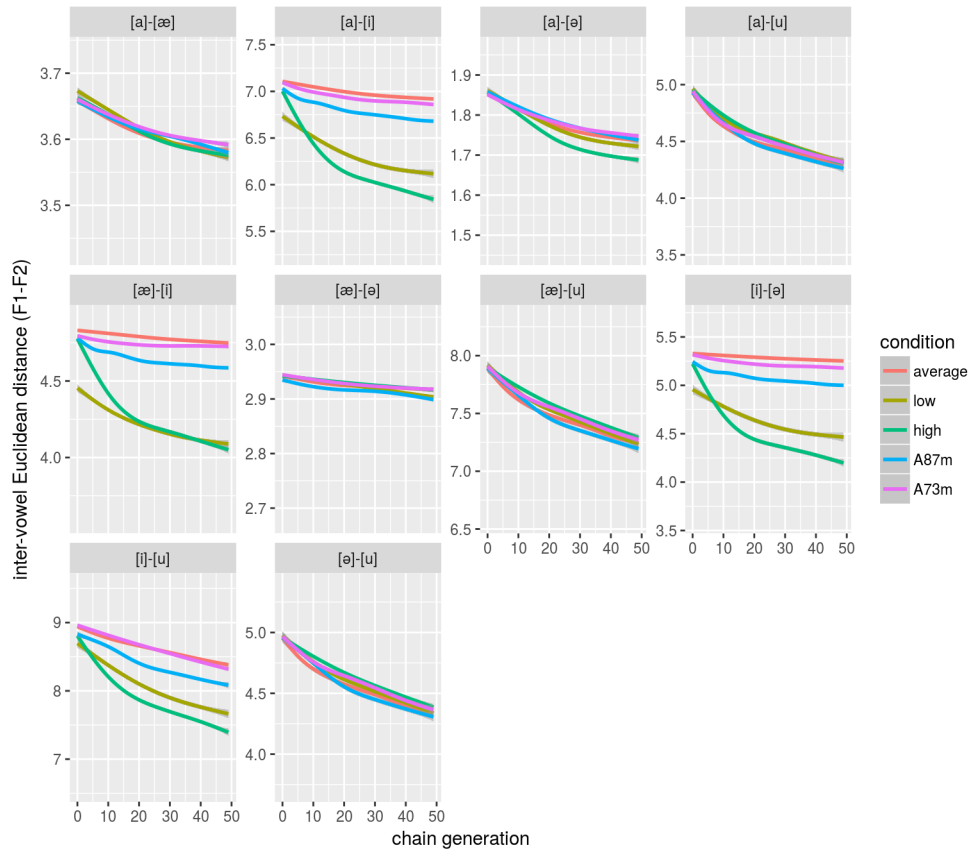 [a]-[æ]
[a]-[i]
[a]-[ə]
[a]-[u]
3.7
3.6
3.5
7.5
7.0
6.5
6.0
5.5
1.9
1.8
1.7
1.6
1.5
5.0
4.5
4.0
3.5
inter-vowel Euclidean distance (F1-F2)
[æ]-[i]
[æ]-[ə]
[æ]-[u]
[i]-[ə]
4.5
4.0
3.0
2.9
2.8
2.7
8.0
7.5
7.0
6.5
5.5
5.0
4.5
4.0
3.5
0 10 20 30 40 50
0 10 20 30 40 50
condition
average
low
high
A87m
A73m
[i]-[u]
[ə]-[u]
9
8
7
5.0
4.5
4.0
0 10 20 30 40 50
0 10 20 30 40 50
chain generation